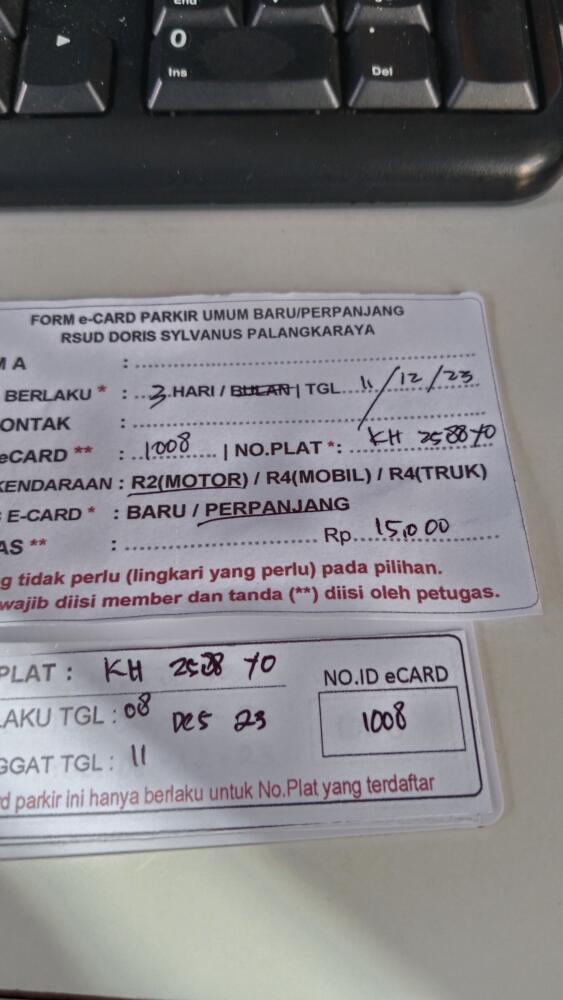 End
0
Ins
.
Del
FORM e-CARD PARKIR UMUM BARU/PERPANJANG
RSUD DORIS SYLVANUS PALANGKARAYA
M A : 
BERLAKU * : 3 HARI / BULAN | TGL. 11/12/23
ONTAK :
eCARD ** : 1008 | NO.PLAT *: KH 2588 YO
KENDARAAN : R2(MOTOR) / R4(MOBIL) / R4(TRUK)
E-CARD * : BARU / PERPANJANG
AS ** : Rp. 15,000
g tidak perlu (lingkari yang perlu) pada pilihan.
wajib diisi member dan tanda (**) diisi oleh petugas.
PLAT : KH 2588 YO
NO.ID eCARD
LAKU TGL : 08 Des 23
1008
GGAT TGL : 11
d parkir ini hanya berlaku untuk No.Plat yang terdaftar